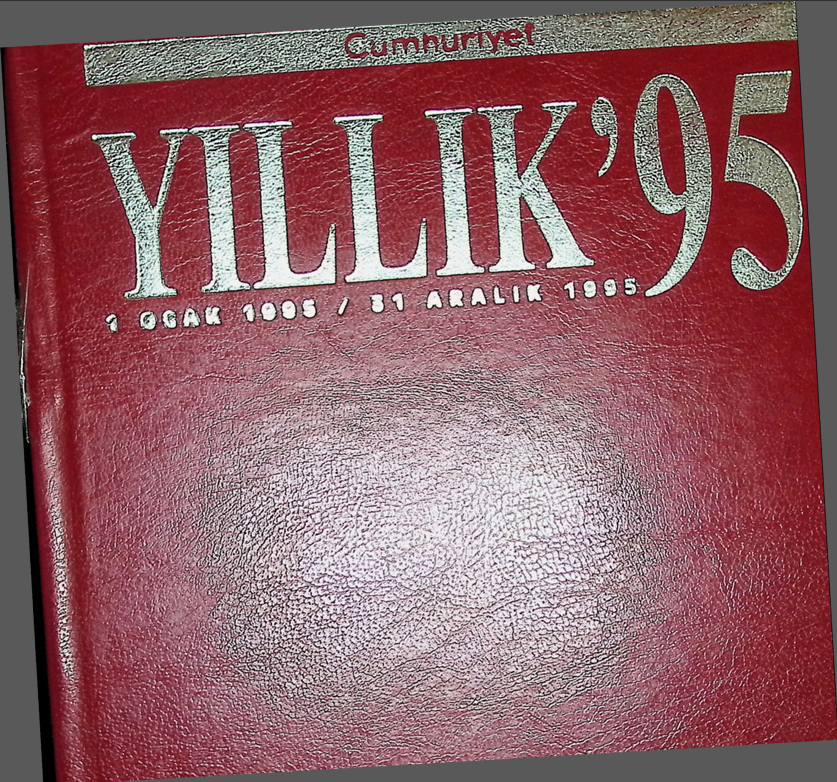 Cumhuriyet
YILLIK'95
1 OCAK 1995 / 31 ARALIK 1995